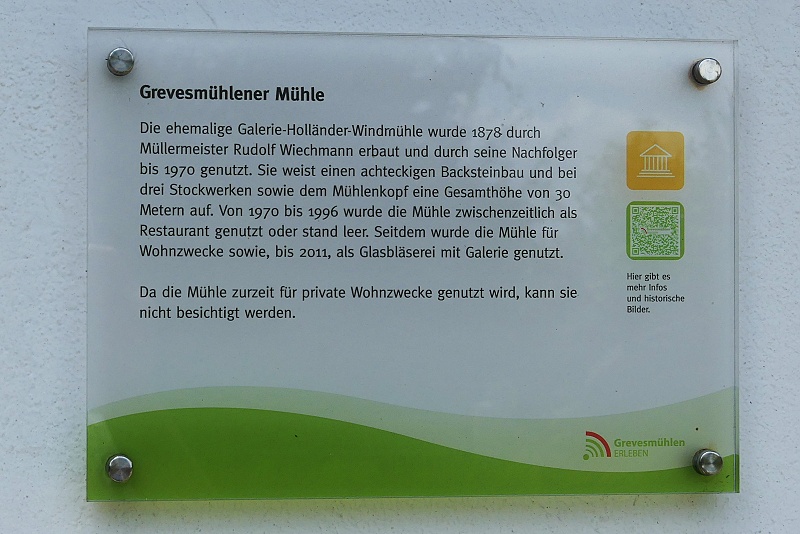 Grevesmühlener Mühle
Die ehemalige Galerie-Holländer-Windmühle wurde 1878 durch
Müllermeister Rudolf Wiechmann erbaut und durch seine Nachfolger
bis 1970 genutzt. Sie weist einen achteckigen Backsteinbau und bei
drei Stockwerken sowie dem Mühlenkopf eine Gesamthöhe von 30
Metern auf. Von 1970 bis 1996 wurde die Mühle zwischenzeitlich als
Restaurant genutzt oder stand leer. Seitdem wurde die Mühle für
Wohnzwecke sowie, bis 2011, als Glasbläserei mit Galerie genutzt.
Da die Mühle zurzeit für private Wohnzwecke genutzt wird, kann sie
nicht besichtigt werden.
Hier gibt es
mehr Infos
und historische
Bilder.
Grevesmühlen
ERLEBEN